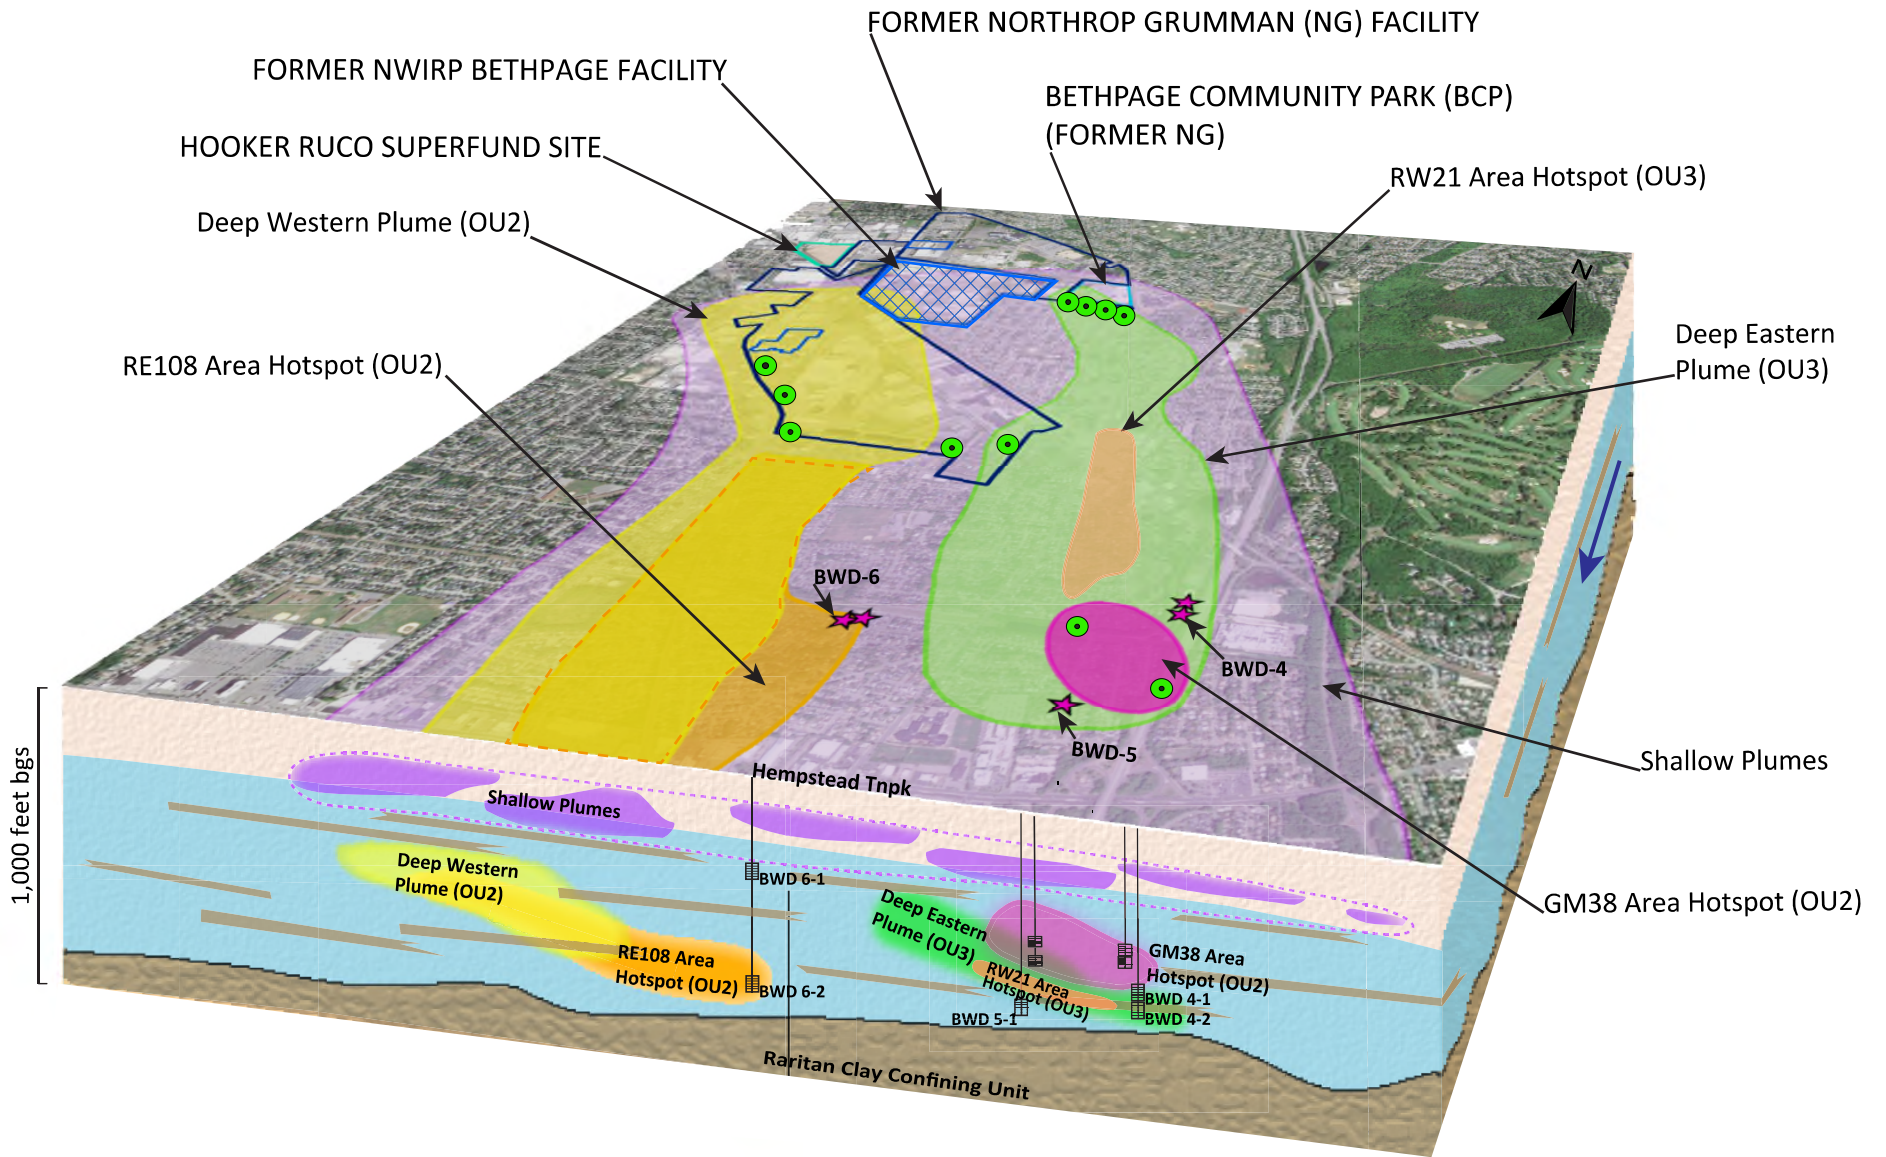 FORMER NORTHROP GRUMMAN (NG) FACILITY
FORMER NWIRP BETHPAGE FACILITY
BETHPAGE COMMUNITY PARK (BCP)
(FORMER NG)
HOOKER RUCO SUPERFUND SITE
RW21 Area Hotspot (OU3)
Deep Western Plume (OU2)
N
Deep Eastern
Plume (OU3)
RE108 Area Hotspot (OU2)
BWD-6
BWD-4
BWD-5
Shallow Plumes
Hempstead Tnpk
1,000 feet bgs
Shallow Plumes
Deep Western
Plume (OU2)
BWD 6-1
GM38 Area Hotspot (OU2)
Deep Eastern
Plume (OU3)
RE108 Area
Hotspot (OU2)
BWD 6-2
GM38 Area
Hotspot (OU2)
RW21 Area
Hotspot (OU3)
BWD 4-1
BWD 5-1
BWD 4-2
Raritan Clay Confining Unit